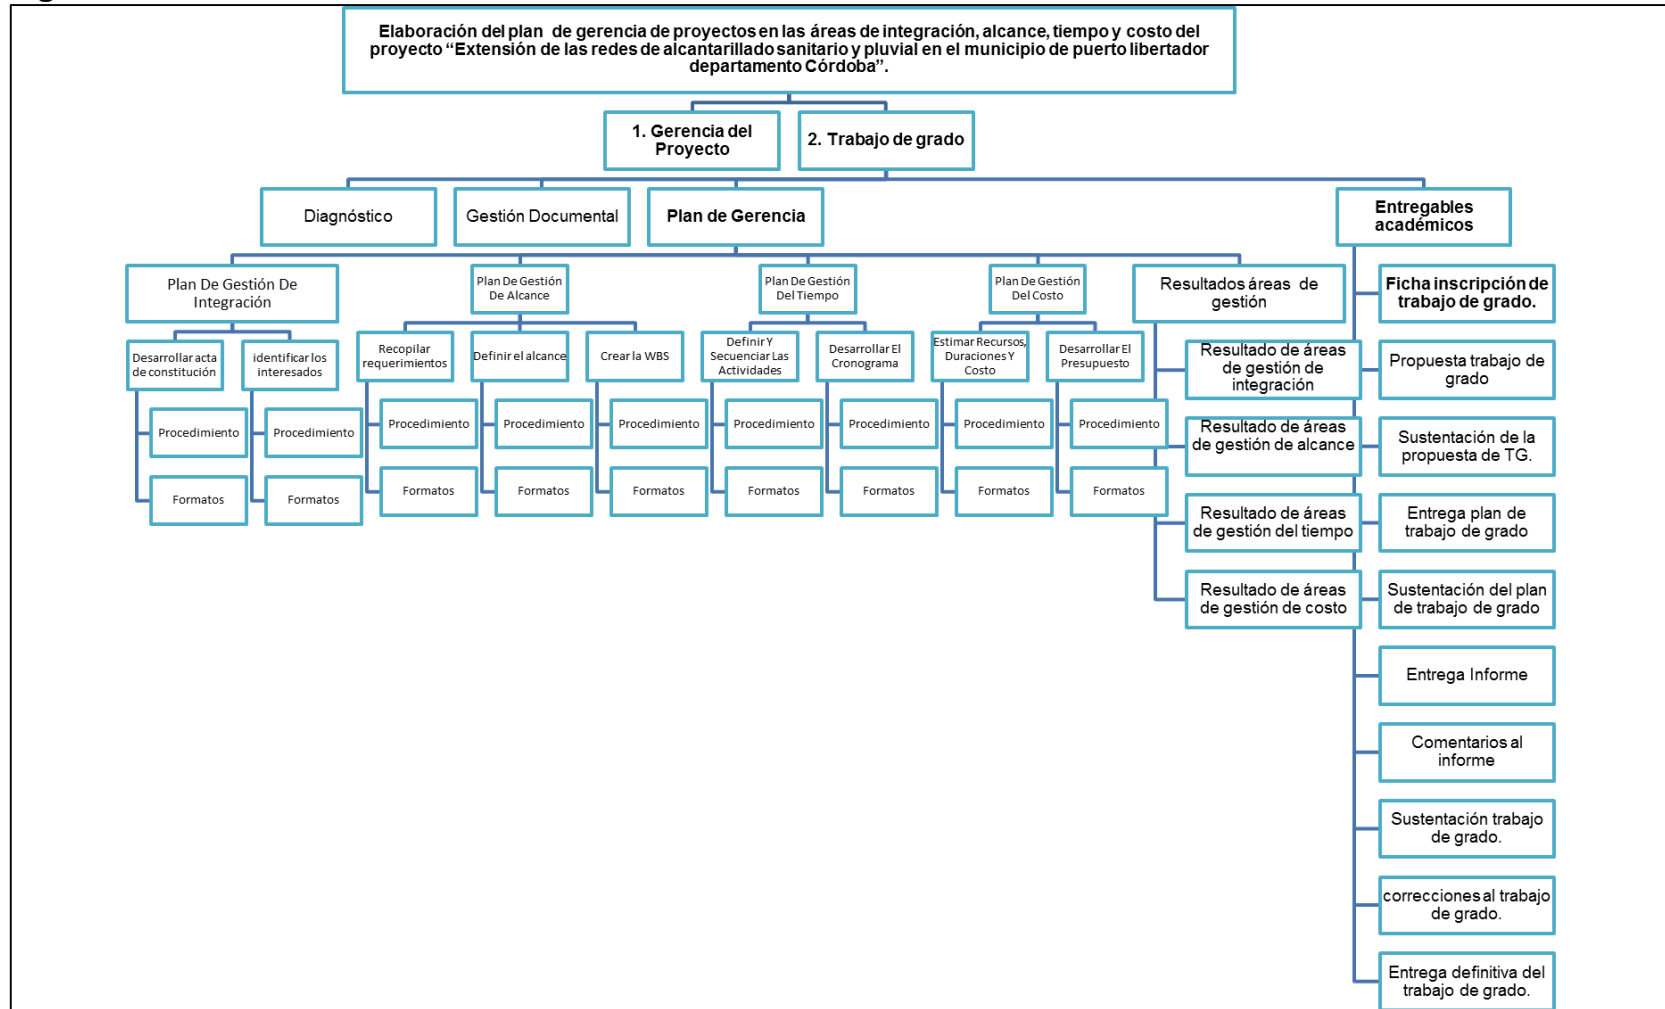 Elaboración del plan de gerencia de proyectos en las áreas de integración, alcance, tiempo y costo del
proyecto “Extensión de las redes de alcantarillado sanitario y pluvial en el municipio de puerto libertador
departamento Córdoba”.
1. Gerencia del
Proyecto
2. Trabajo de grado
Diagnóstico
Gestión Documental
Plan de Gerencia
Entregables
académicos
Plan De Gestión De
Integración
Plan De Gestión
De Alcance
Plan De Gestión
Del Tiempo
Plan De Gestión
Del Costo
Resultados áreas de
gestión
Desarrollar acta
de constitución
identificar los
interesados
Recopilar
requerimientos
Definir el alcance
Crear la WBS
Definir Y
Secuenciar Las
Actividades
Desarrollar El
Cronograma
Estimar Recursos,
Duraciones Y
Costo
Desarrollar El
Presupuesto
Procedimiento
Procedimiento
Procedimiento
Procedimiento
Procedimiento
Procedimiento
Procedimiento
Procedimiento
Procedimiento
Formatos
Formatos
Formatos
Formatos
Formatos
Formatos
Formatos
Formatos
Formatos
Resultado de áreas
de gestión de
integración
Resultado de áreas
de gestión de alcance
Resultado de áreas
de gestión del tiempo
Resultado de áreas
de gestión de costo
Ficha inscripción de
trabajo de grado.
Propuesta trabajo de
grado
Sustentación de la
propuesta de TG.
Entrega plan de
trabajo de grado
Sustentación del plan
de trabajo de grado
Entrega Informe
Comentarios al
informe
Sustentación trabajo
de grado.
correcciones al trabajo
de grado.
Entrega definitiva del
trabajo de grado.